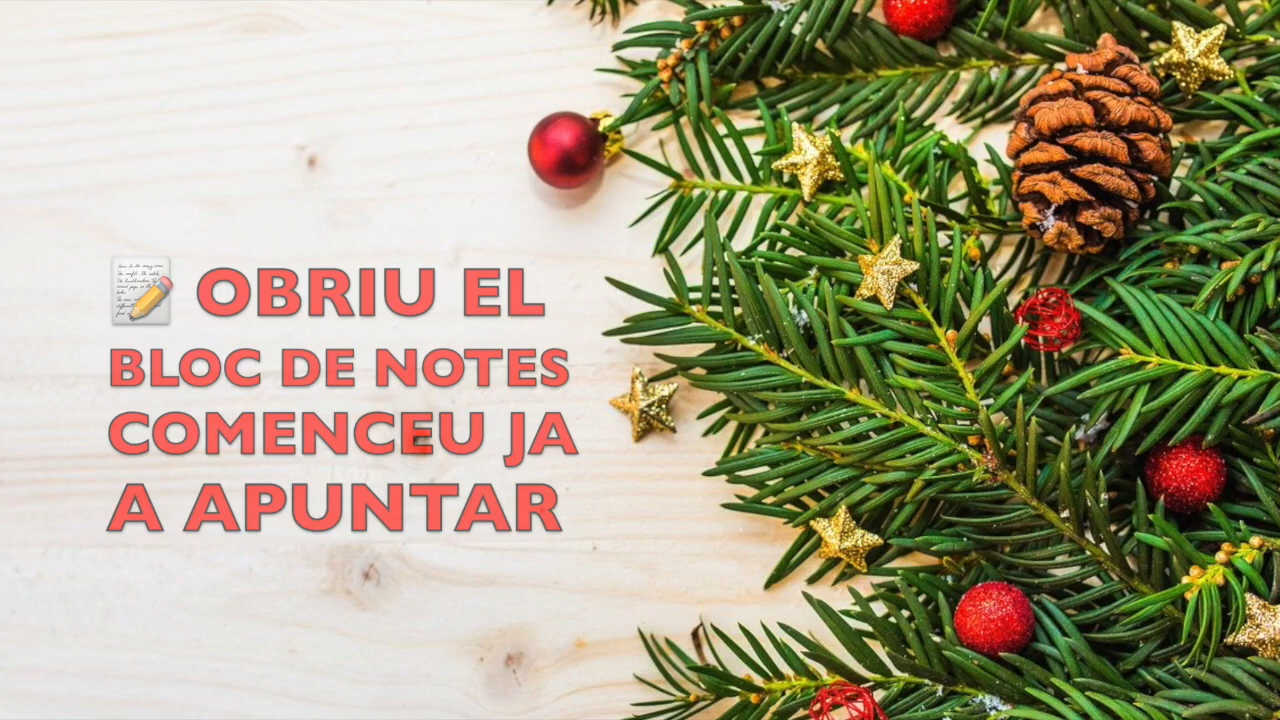 📝 OBRIU EL
BLOC DE NOTES
COMENCEU JA
A APUNTAR